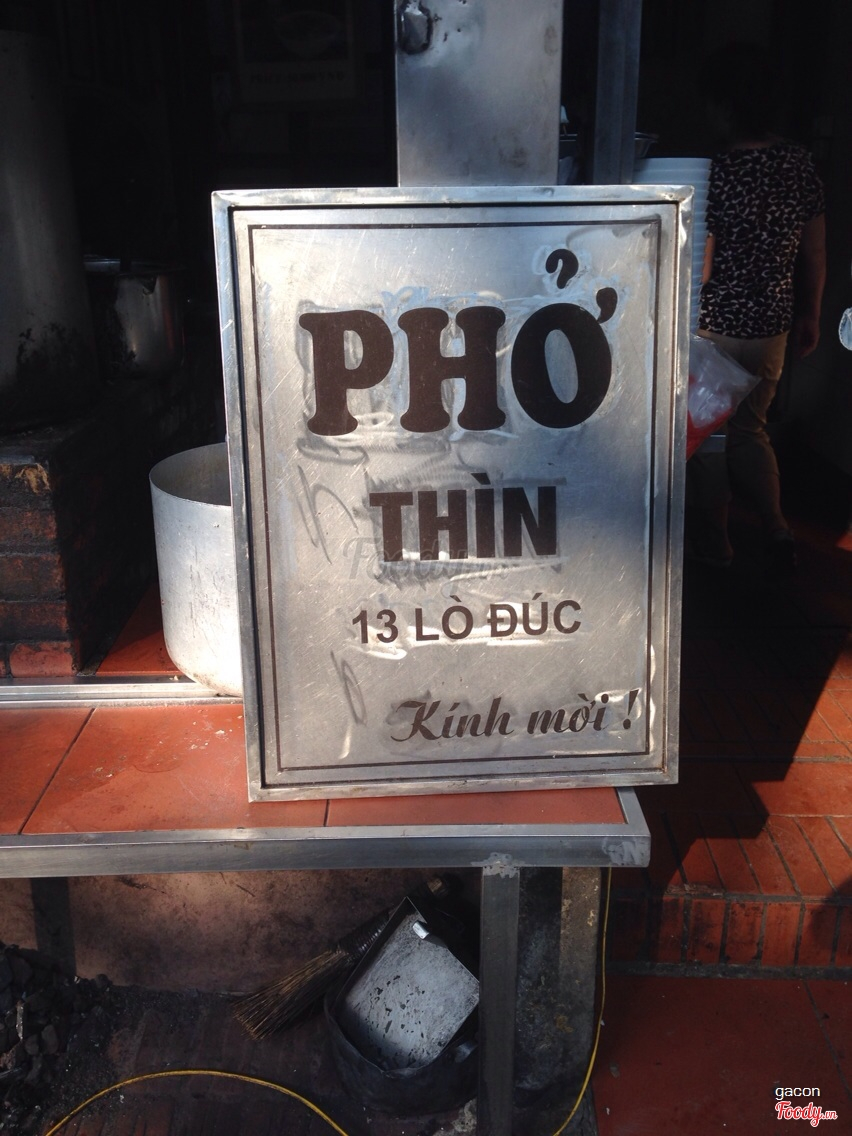 PHỞ
THÌN
13 LÒ ĐÚC
Kính mời !
gacon
Foody.vn